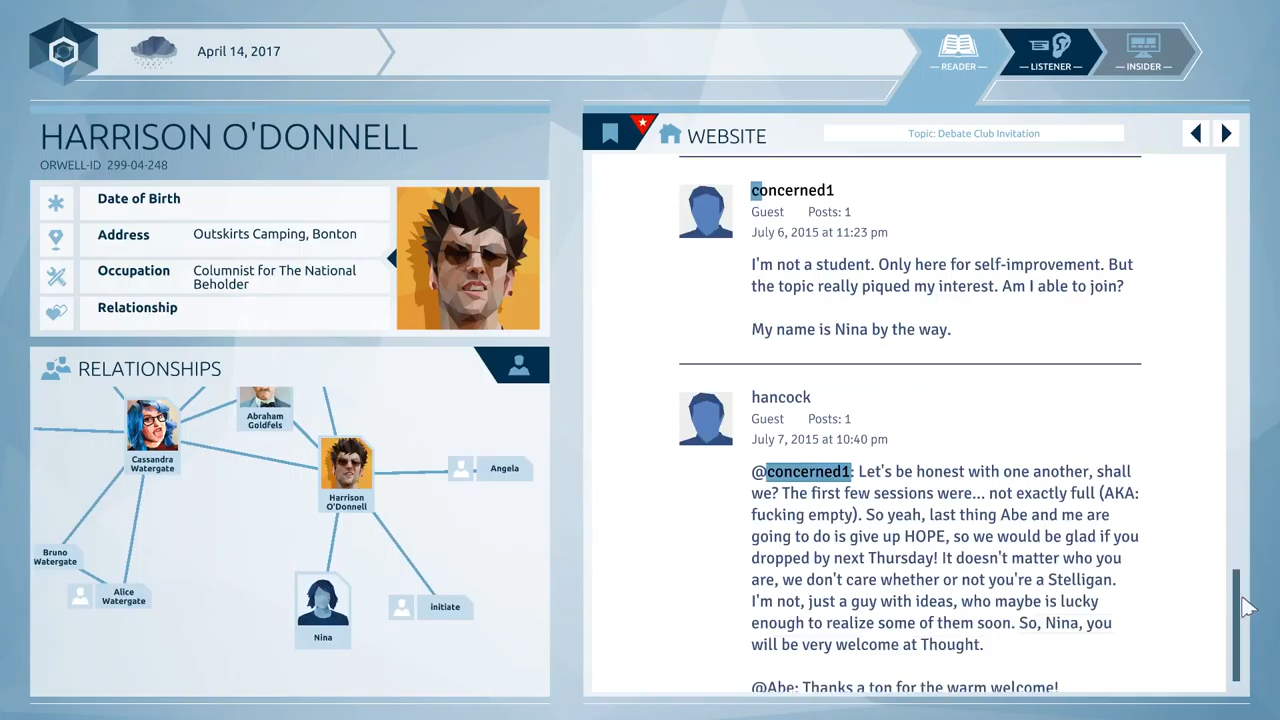 April 14, 2017
— READER —
— LISTENER —
— INSIDER —
HARRISON O'DONNELL
ORWELL-ID 299-04-248
Date of Birth
Address Outskirts Camping, Bonton
Occupation Columnist for The National
Beholder
Relationship
RELATIONSHIPS
Abraham
Goldfels
Cassandra
Watergate
Angela
Harrison
O'Donnell
Bruno
Watergate
Alice
Watergate
initiate
Nina
WEBSITE
Topic: Debate Club Invitation
concerned1
Guest Posts: 1
July 6, 2015 at 11:23 pm
I'm not a student. Only here for self-improvement. But
the topic really piqued my interest. Am I able to join?
My name is Nina by the way.
hancock
Guest Posts: 1
July 7, 2015 at 10:40 pm
@concerned1: Let's be honest with one another, shall
we? The first few sessions were... not exactly full (AKA:
fucking empty). So yeah, last thing Abe and me are
going to do is give up HOPE, so we would be glad if you
dropped by next Thursday! It doesn't matter who you
are, we don't care whether or not you're a Stelligan.
I'm not, just a guy with ideas, who maybe is lucky
enough to realize some of them soon. So, Nina, you
will be very welcome at Thought.
@Abe: Thanks a ton for the warm welcome!